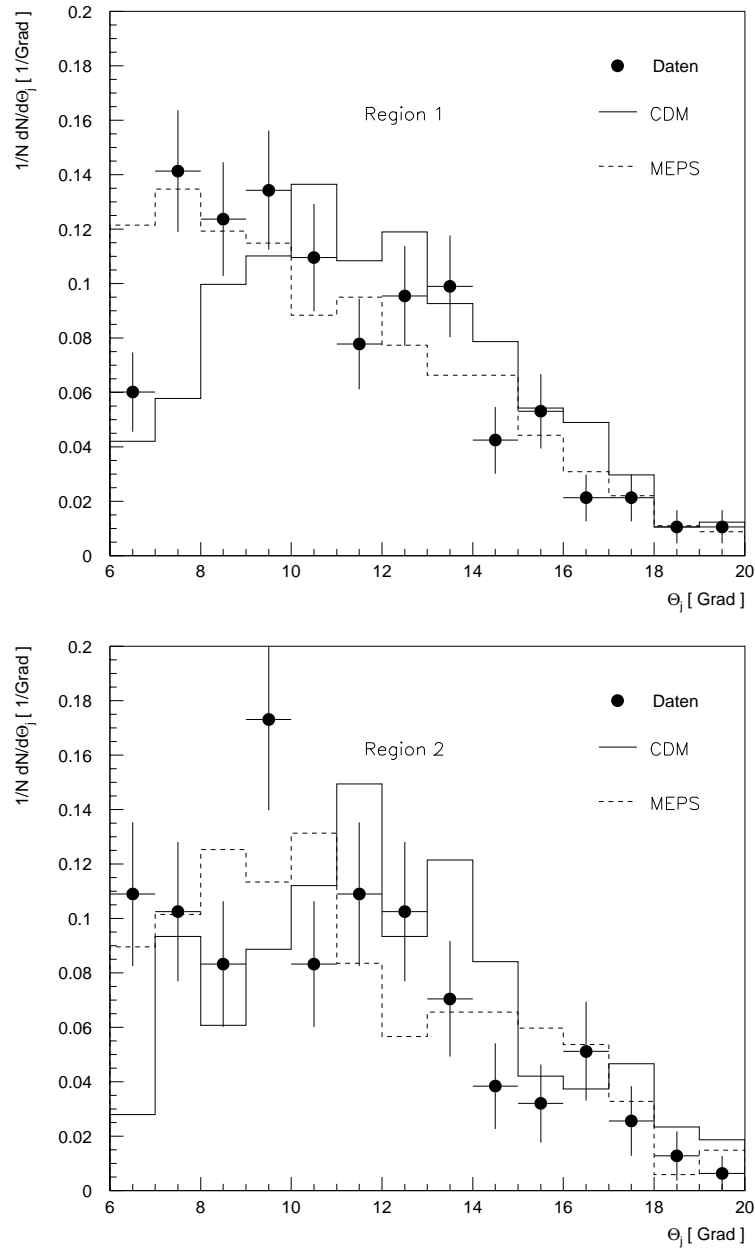 1/N dN/dΘj [ 1/Grad ]
0.2
0.18
0.16
0.14
0.12
0.1
0.08
0.06
0.04
0.02
0
Daten
Region 1
CDM
MEPS
6 8 10 12 14 16 18 20
Θj [ Grad ]
1/N dN/dΘj [ 1/Grad ]
0.2
0.18
0.16
0.14
0.12
0.1
0.08
0.06
0.04
0.02
0
Daten
Region 2
CDM
MEPS
6 8 10 12 14 16 18 20
Θj [ Grad ]